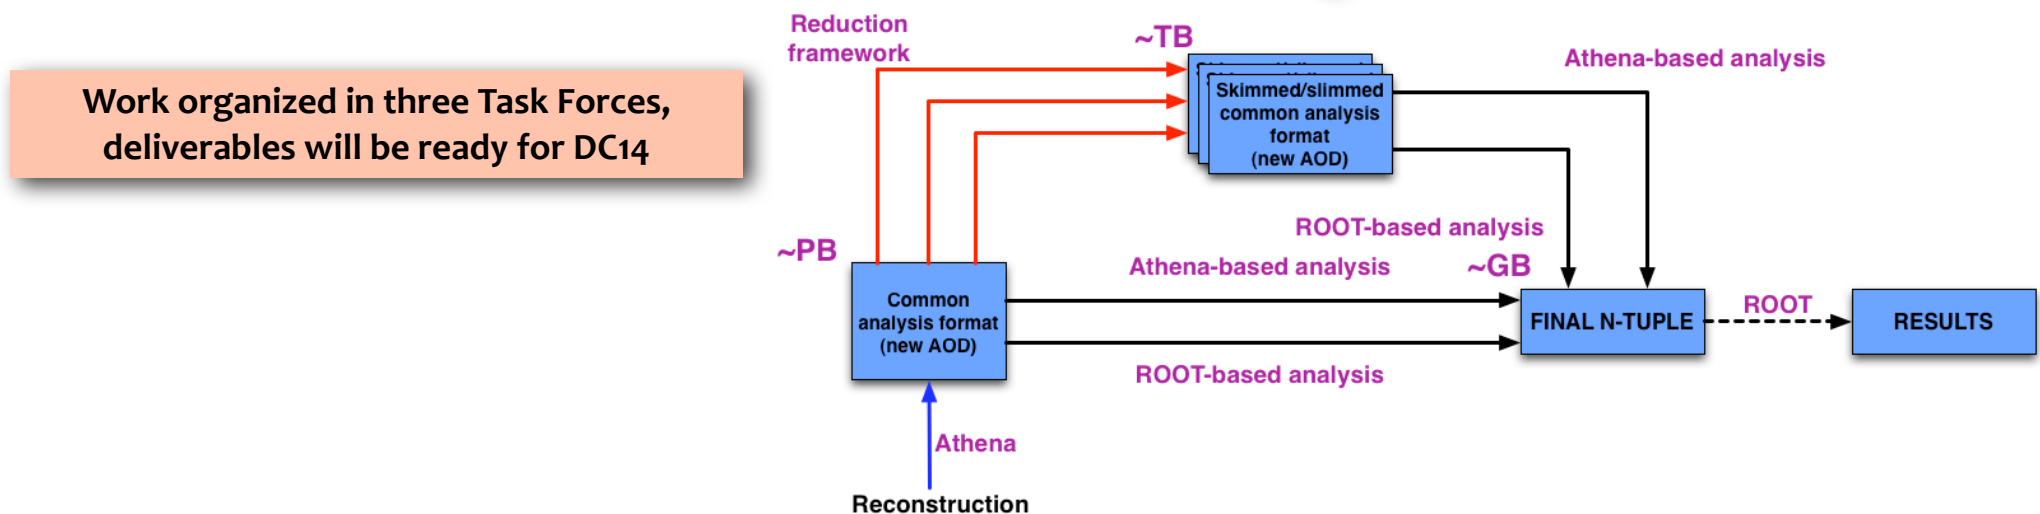 Work organized in three Task Forces,
deliverables will be ready for DC14
Reduction
framework
~TB
Athena-based analysis
Skimmed/slimmed
common analysis
format
(new AOD)
ROOT-based analysis
~PB
Athena-based analysis
~GB
Common
analysis format
(new AOD)
FINAL N-TUPLE
ROOT
RESULTS
ROOT-based analysis
Athena
Reconstruction